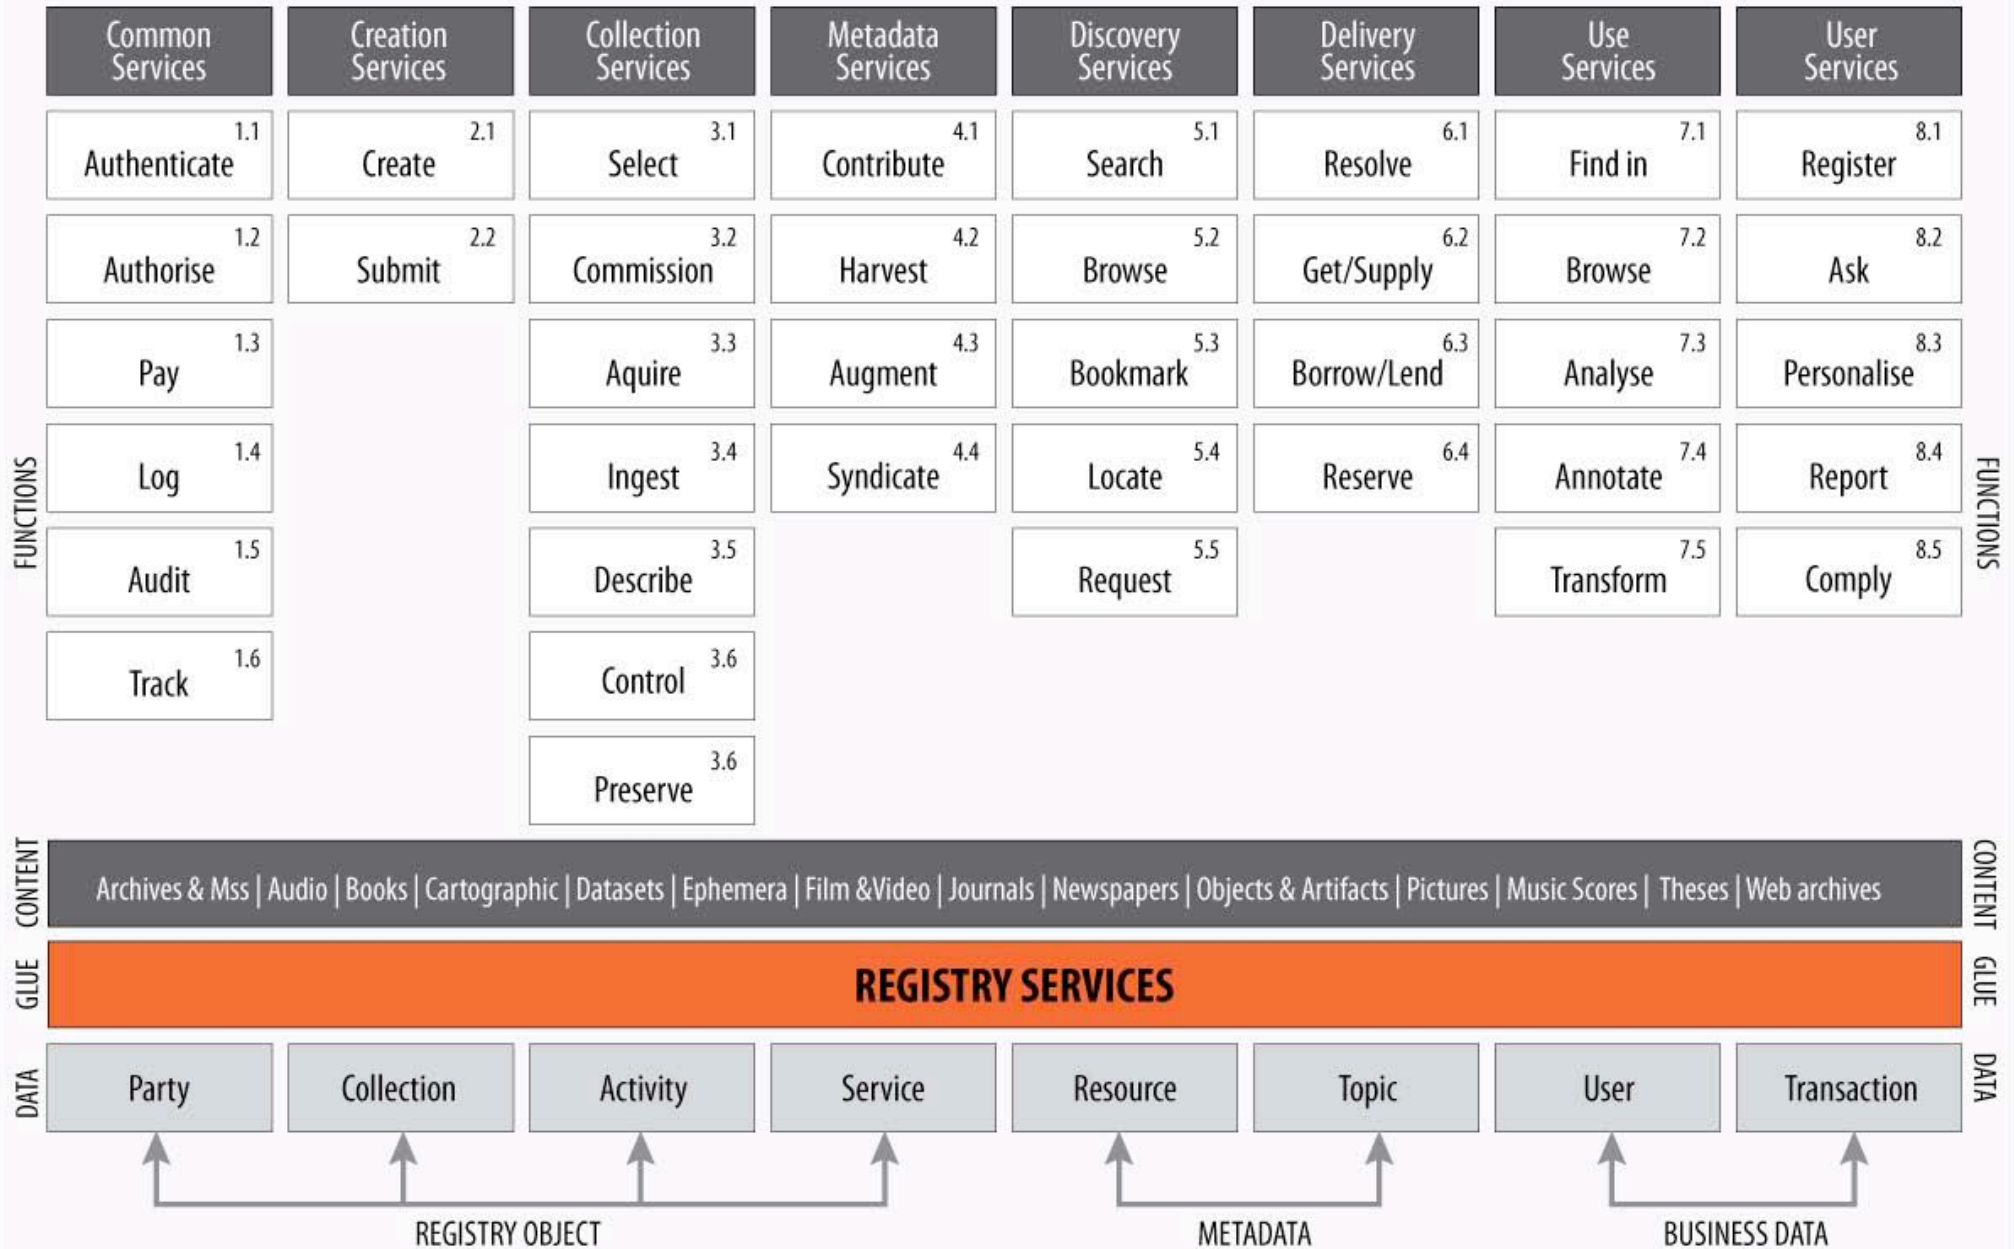 Common Services
Creation Services
Collection Services
Metadata Services
Discovery Services
Delivery Services
Use Services
User Services
1.1 Authenticate
2.1 Create
3.1 Select
4.1 Contribute
5.1 Search
6.1 Resolve
7.1 Find in
8.1 Register
1.2 Authorise
2.2 Submit
3.2 Commission
4.2 Harvest
5.2 Browse
6.2 Get/Supply
7.2 Browse
8.2 Ask
1.3 Pay
3.3 Aquire
4.3 Augment
5.3 Bookmark
6.3 Borrow/Lend
7.3 Analyse
8.3 Personalise
FUNCTIONS
1.4 Log
3.4 Ingest
4.4 Syndicate
5.4 Locate
6.4 Reserve
7.4 Annotate
8.4 Report
FUNCTIONS
1.5 Audit
3.5 Describe
5.5 Request
7.5 Transform
8.5 Comply
1.6 Track
3.6 Control
3.6 Preserve
CONTENT
Archives & Mss | Audio | Books | Cartographic | Datasets | Ephemera | Film &Video | Journals | Newspapers | Objects & Artifacts | Pictures | Music Scores | Theses | Web archives
CONTENT
GLUE
REGISTRY SERVICES
GLUE
DATA
Party
Collection
Activity
Service
Resource
Topic
User
Transaction
DATA
REGISTRY OBJECT
METADATA
BUSINESS DATA